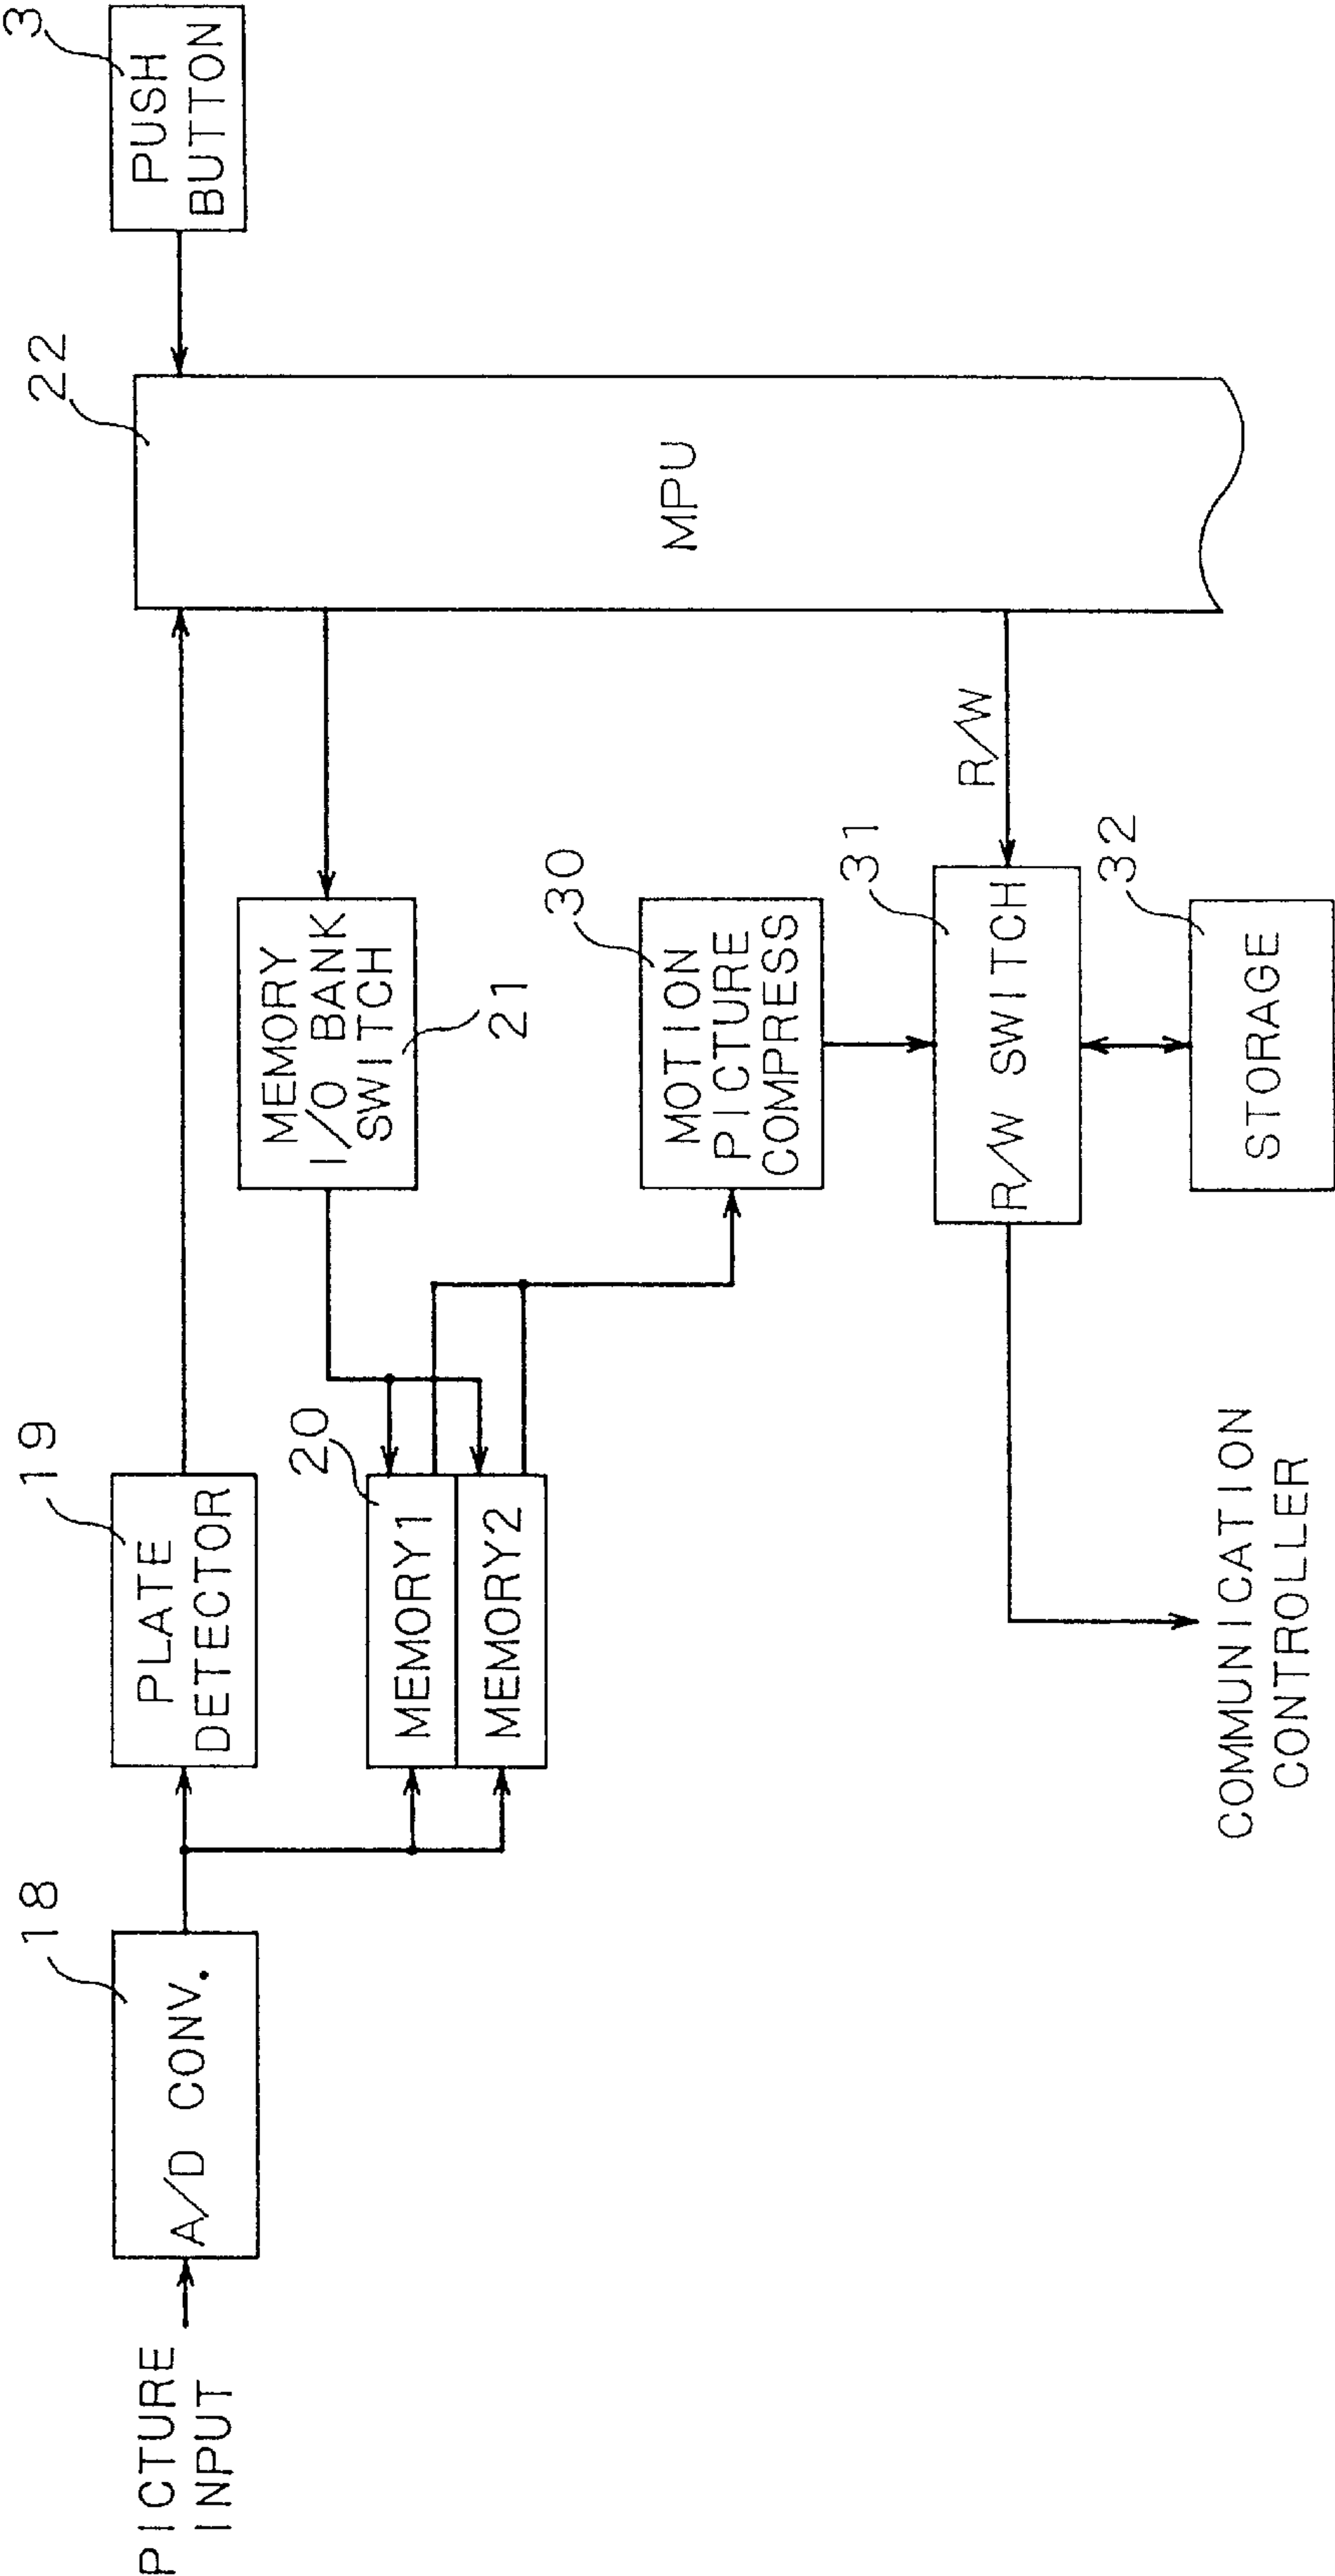 PICTURE
INPUT
18
A/D CONV.
19
PLATE
DETECTOR
20
MEMORY1
MEMORY2
MEMORY
I/O BANK
SWITCH
21
30
MOTION
PICTURE
COMPRESS
31
R/W SWITCH
32
STORAGE
R/W
22
MPU
3
PUSH
BUTTON
COMMUNICATION
CONTROLLER